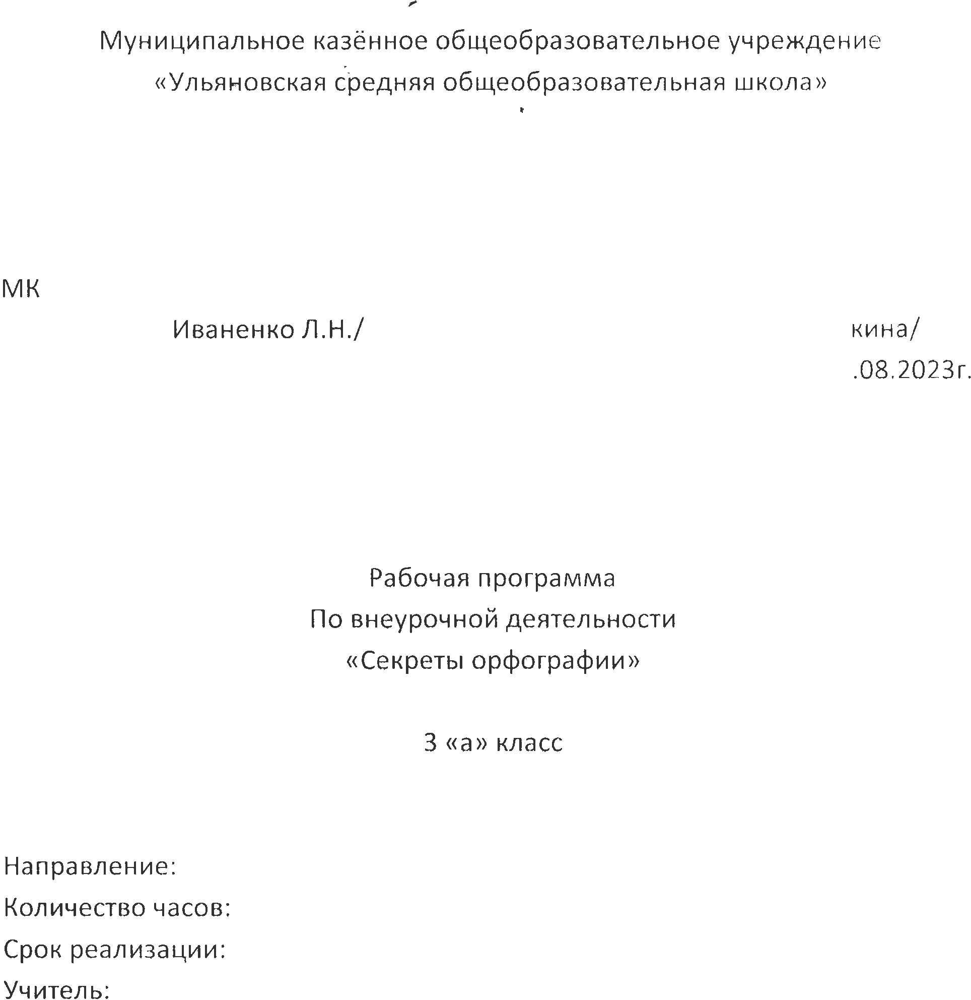 Муниципальное казённое общеобразовательное учреждение
«Ульяновская средняя общеобразовательная школа»
МК
Иваненко Л.Н./ кина/
.08.2023г.
Рабочая программа
По внеурочной деятельности
«Секреты орфографии»
3 «а» класс
Направление:
Количество часов:
Срок реализации:
Учитель: